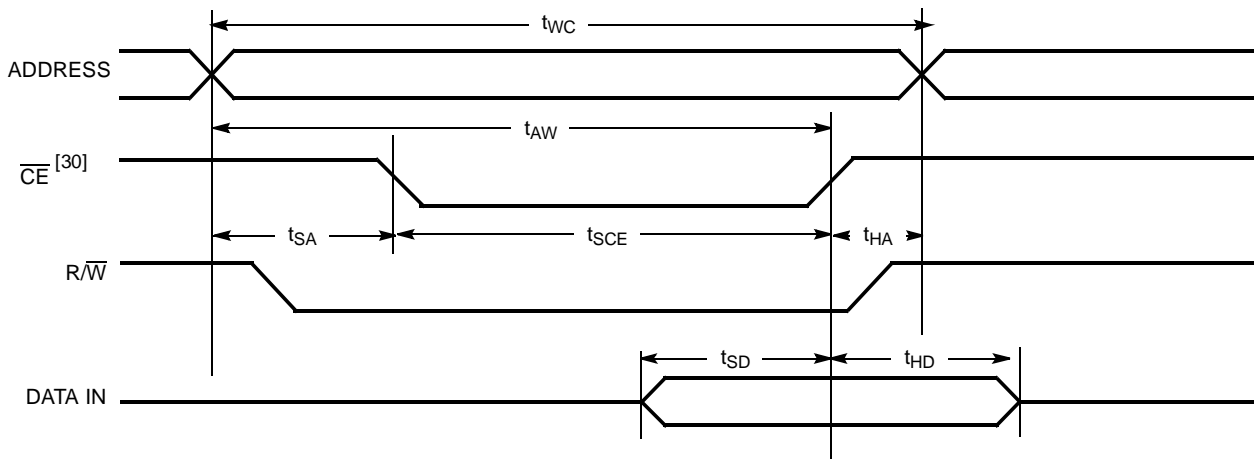 tWC
ADDRESS
tAW
CE [30]
tSA
tSCE
tHA
R/W
tSD
tHD
DATA IN